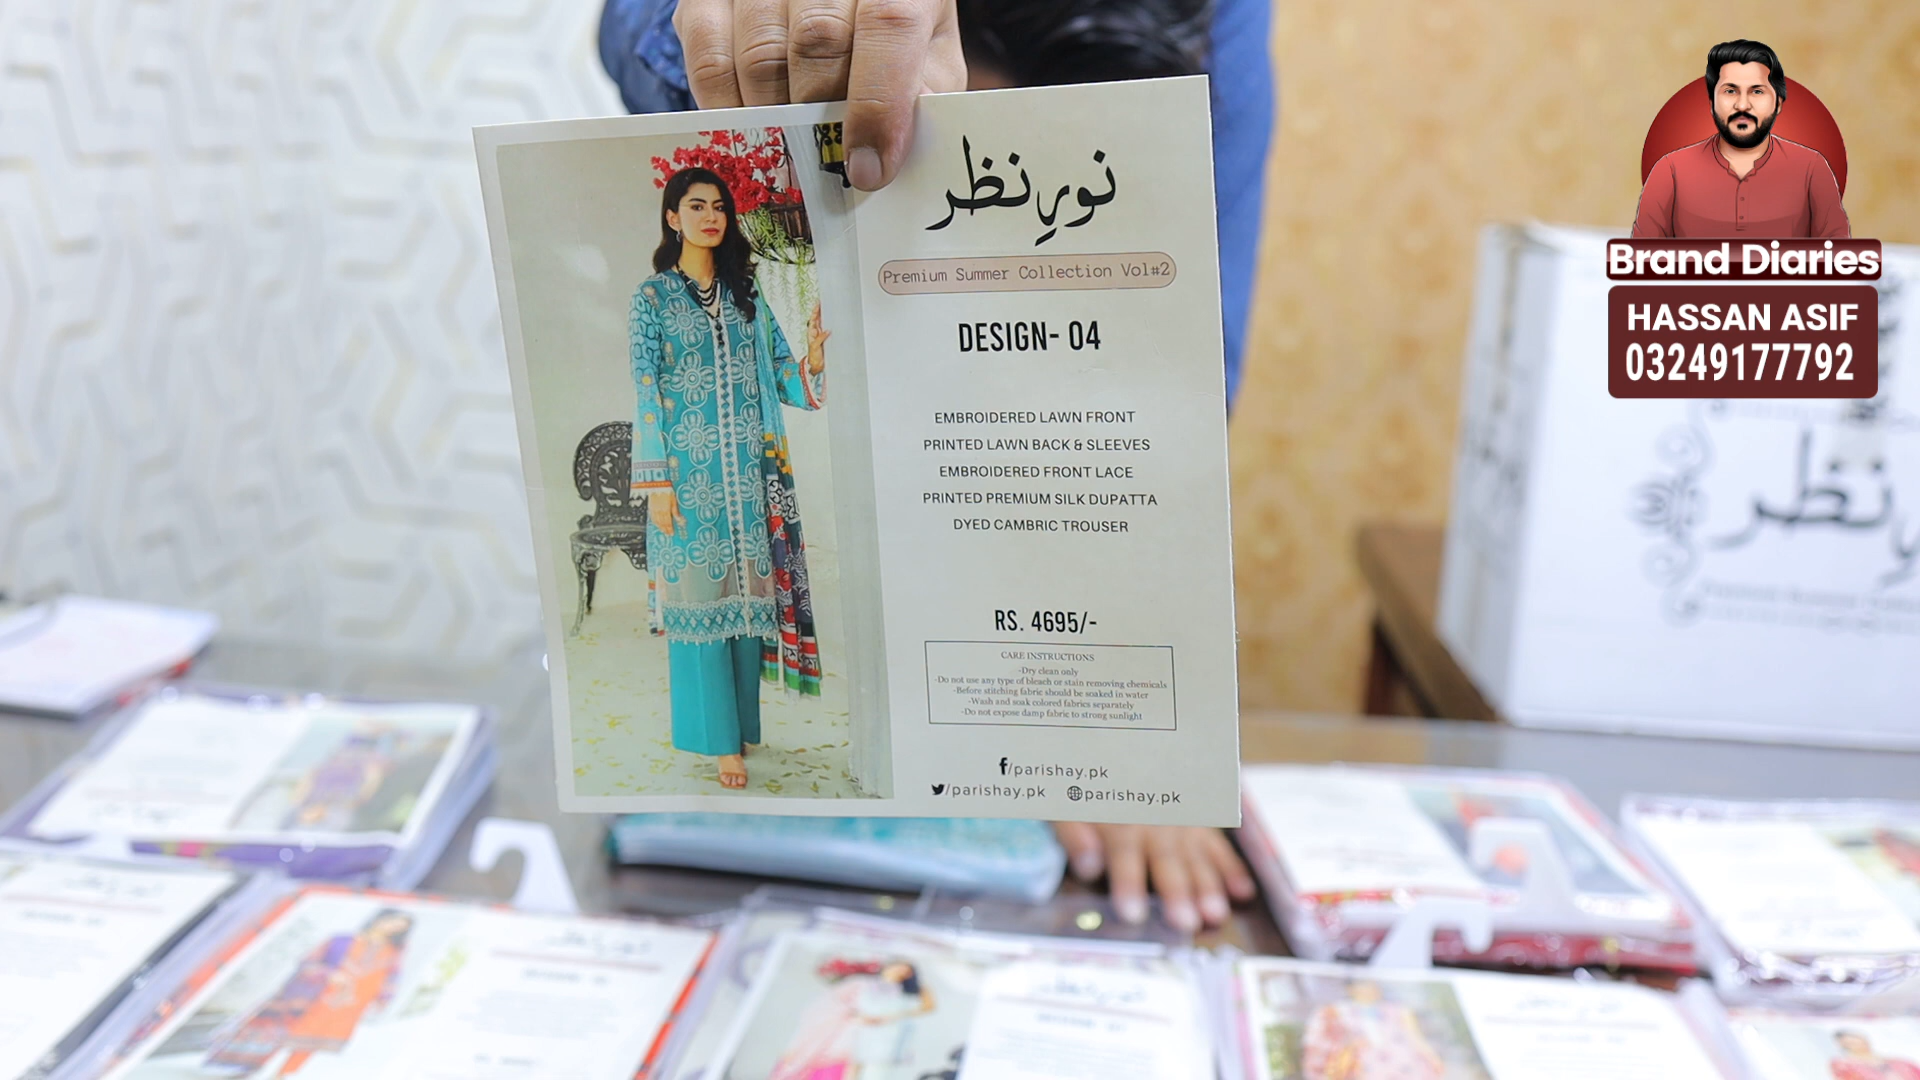 نورِ نظر
Premium Summer Collection Vol#2
DESIGN- 04
EMBROIDERED LAWN FRONT
PRINTED LAWN BACK & SLEEVES
EMBROIDERED FRONT LACE
PRINTED PREMIUM SILK DUPATTA
DYED CAMBRIC TROUSER
RS. 4695/-
CARE INSTRUCTIONS
-Dry clean only
-Do not use any type of bleach or stain removing chemicals
-Before stitching fabric should be soaked in water
-Wash and soak colored fabrics separately
-Do not expose damp fabric to strong sunlight
f/parishay.pk
/parishay.pk parishay.pk
Brand Diaries
HASSAN ASIF
03249177792
نظر